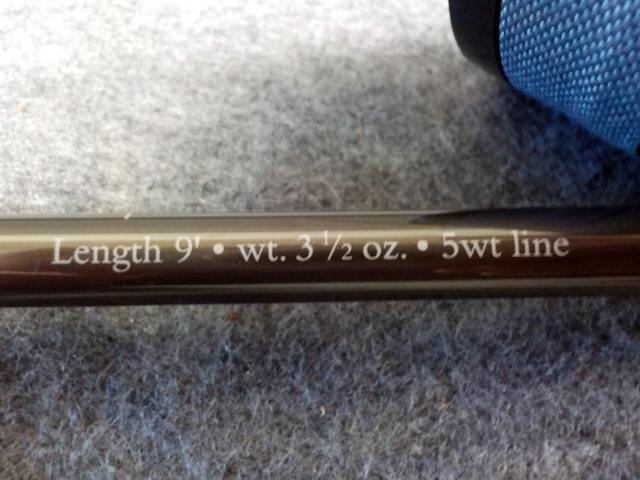 Length 9' • wt. 3 ½ oz. • 5wt line